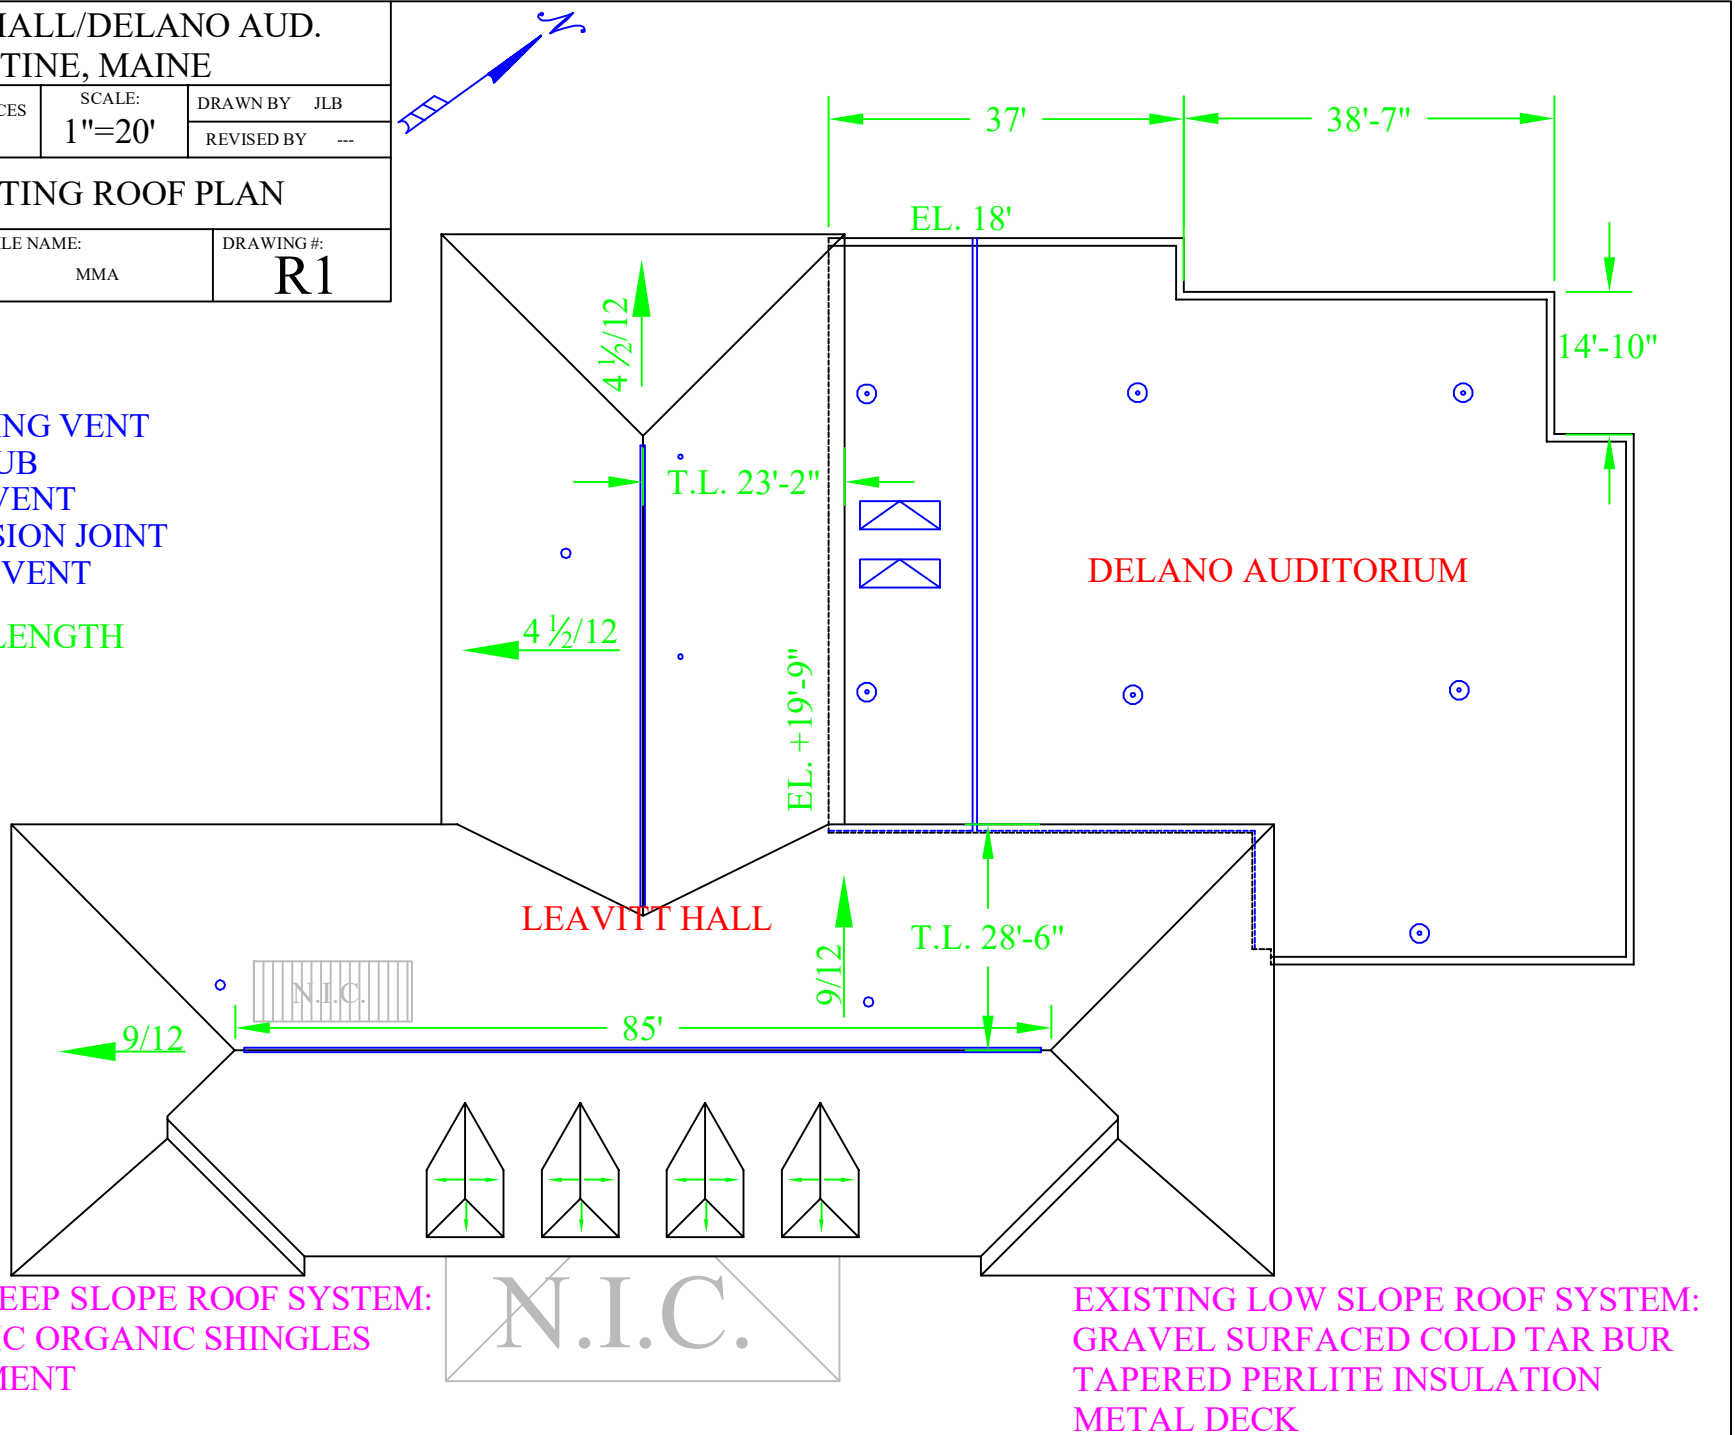 HALL/DELANO AUD.
TINE, MAINE
CES
SCALE:
1"=20'
DRAWN BY JLB
REVISED BY ---
TING ROOF PLAN
LE NAME:
MMA
DRAWING #:
R1
N
37'
38'-7"
EL. 18'
14'-10"
4 ½/12
NG VENT
UB
VENT
SION JOINT
VENT
LENGTH
T.L. 23'-2"
DELANO AUDITORIUM
4 ½/12
EL. +19'-9"
LEAVITT HALL
T.L. 28'-6"
9/12
N.I.C.
85'
9/12
N.I.C.
EEP SLOPE ROOF SYSTEM:
IC ORGANIC SHINGLES
MENT
EXISTING LOW SLOPE ROOF SYSTEM:
GRAVEL SURFACED COLD TAR BUR
TAPERED PERLITE INSULATION
METAL DECK